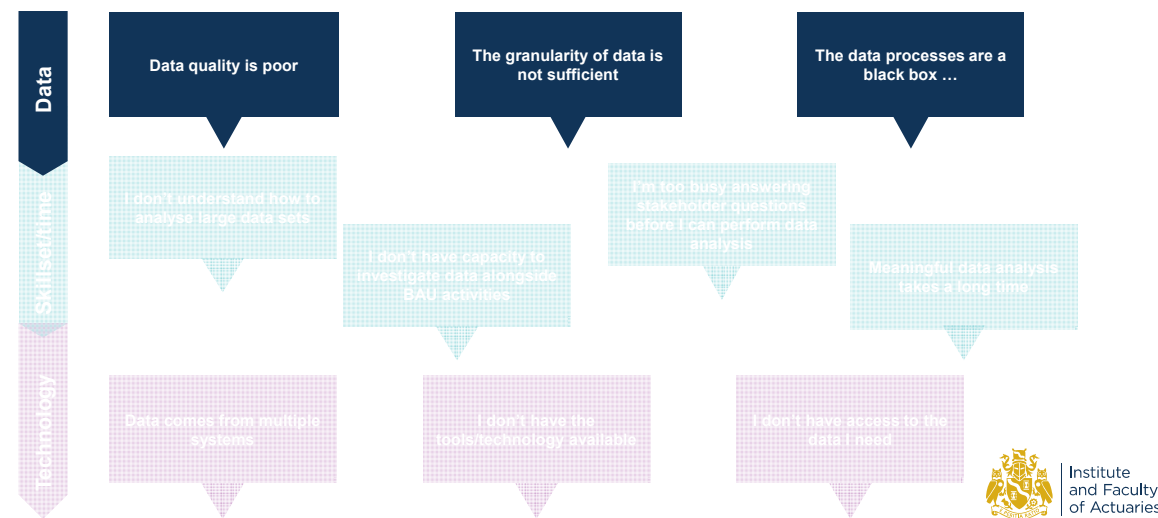 Data
Data quality is poor
The granularity of data is
not sufficient
The data processes are a
black box …
Skillset/time
I don't understand how to
analyse large data sets
I don't have capacity to
investigate data alongside
BAU activities
I'm too busy answering
stakeholder questions
before I can perform data
analysis
Meaningful data analysis
takes a long time
Technology
Data comes from multiple
systems
I don't have the
tools/technology available
I don't have access to the
data I need
Institute
and Faculty
of Actuaries